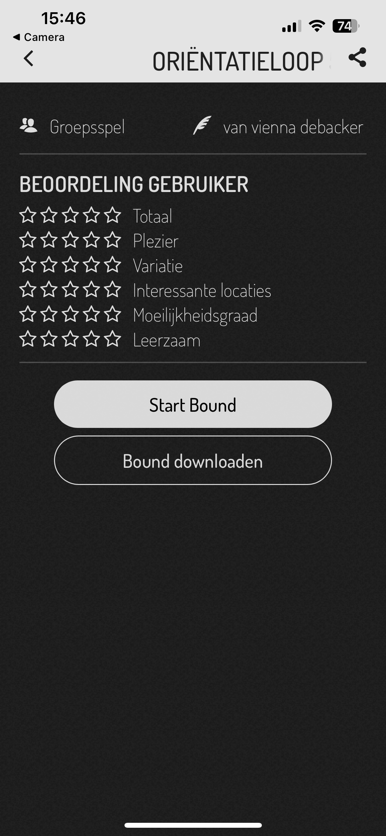 15:46
74
◀ Camera
ORIËNTATIELOOP
Groepsspel
van vienna debacker
BEOORDELING GEBRUIKER
Totaal
Plezier
Variatie
Interessante locaties
Moeilijkheidsgraad
Leerzaam
Start Bound
Bound downloaden